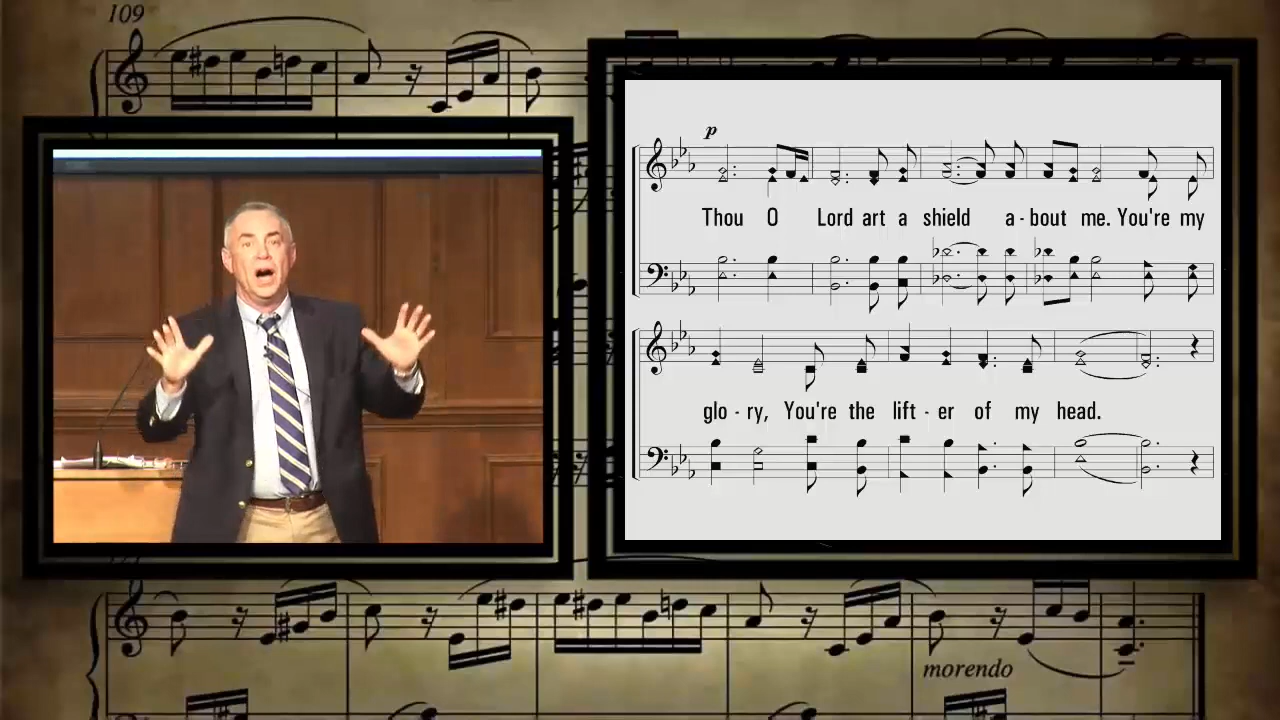 109
p
Thou O Lord art a shield a - bout me. You're my
glo - ry, You're the lift - er of my head.
morendo